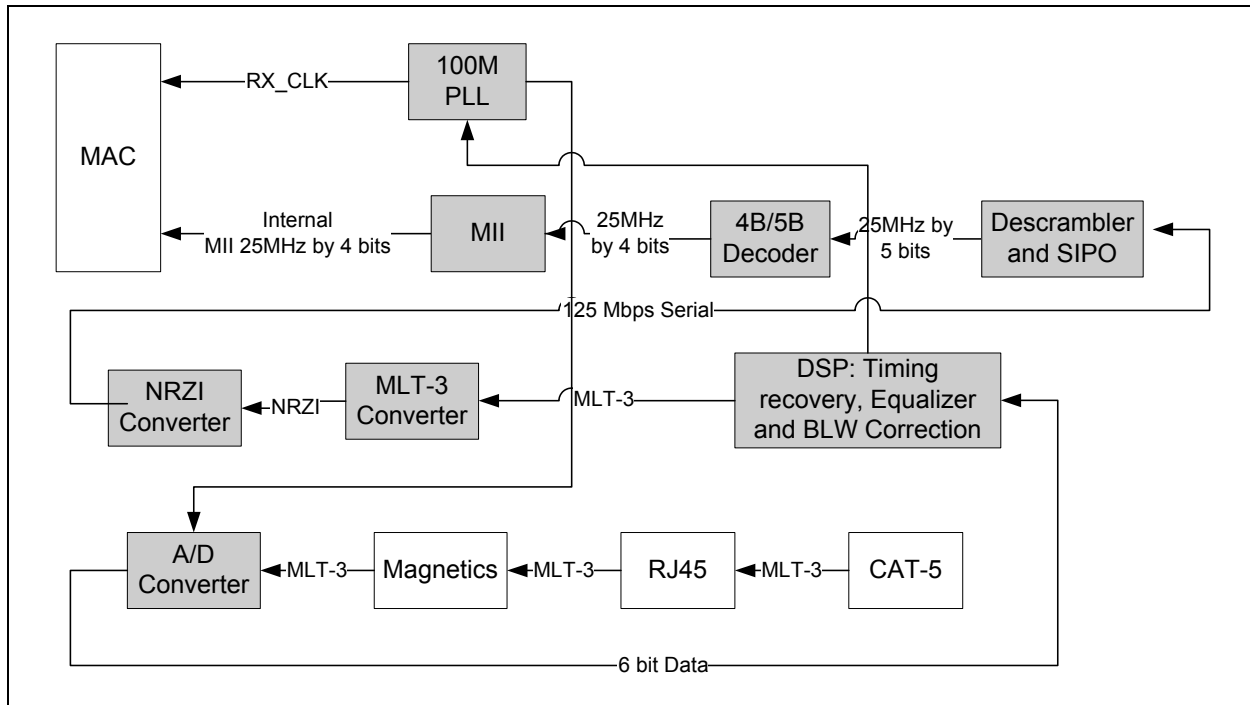 MAC
RX_CLK
100M
PLL
Internal
MII 25MHz by 4 bits
MII
25MHz
by 4 bits
4B/5B
Decoder
25MHz by
5 bits
Descrambler
and SIPO
125 Mbps Serial
NRZI
Converter
NRZI
MLT-3
Converter
MLT-3
DSP: Timing
recovery, Equalizer
and BLW Correction
A/D
Converter
MLT-3
Magnetics
MLT-3
RJ45
MLT-3
CAT-5
6 bit Data